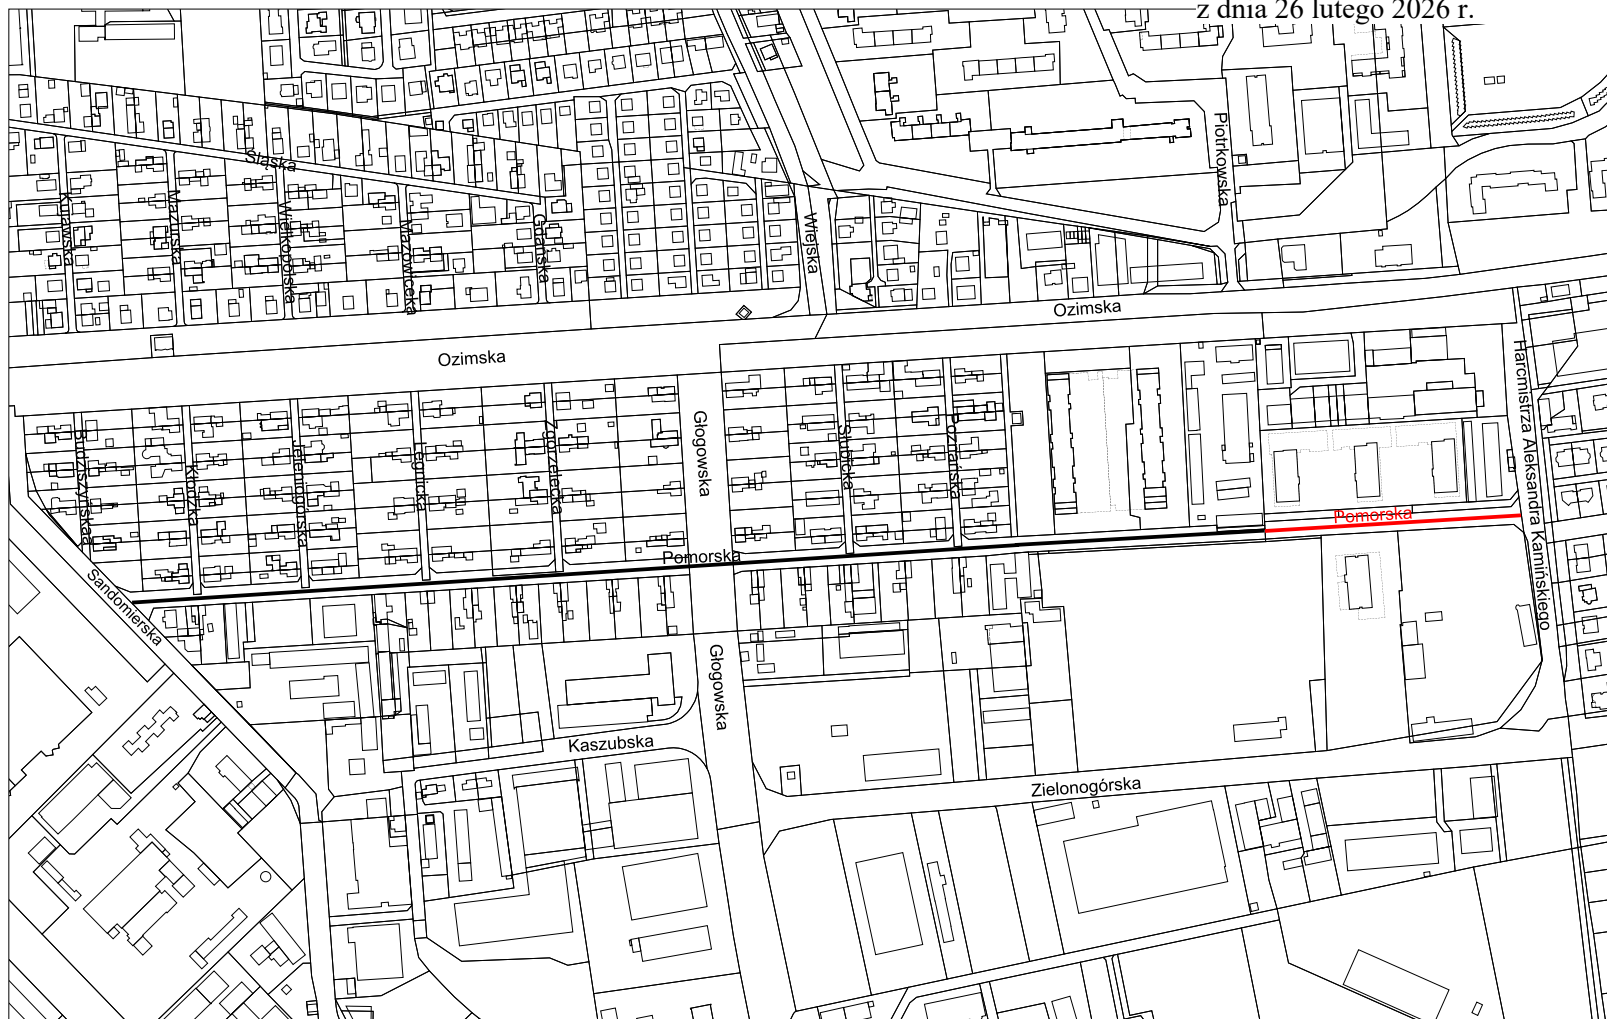 z dnia 26 lutego 2026 r.
Śląska
Piotrkowska
Kujawska
Mazurska
Wielkopolska
Mazowiecka
Gdańska
Wiejska
Ozimska
Ozimska
Harcmistrza Aleksandra Kamińskiego
Budziszyńska
Kłodzka
Jeleniogórska
Legnicka
Zgorzelecka
Głogowska
Słubicka
Poznańska
Pomorska
Pomorska
Sandomierska
Głogowska
Kaszubska
Zielonogórska